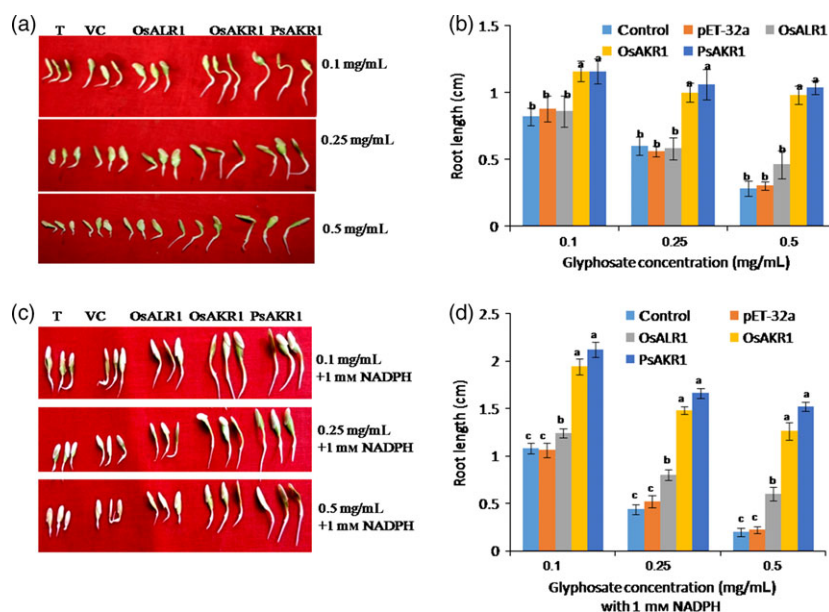 (a)
T VC OsALR1 OsAKR1 PsAKR1
0.1 mg/mL
0.25 mg/mL
0.5 mg/mL
(b)
Control pET-32a OsALR1
OsAKR1 PsAKR1
Root length (cm)
1.5
1
0.5
0
b b b a a
b b b a a
b b b a a
0.1 0.25 0.5
Glyphosate concentration (mg/mL)
(c)
T VC OsALR1 OsAKR1 PsAKR1
0.1 mg/mL
+1 mM NADPH
0.25 mg/mL
+1 mM NADPH
0.5 mg/mL
+1 mM NADPH
(d)
Control pET-32a
OsALR1 OsAKR1
PsAKR1
Root length (cm)
2.5
2
1.5
1
0.5
0
c c b a a
c c b a a
c c b a a
0.1 0.25 0.5
Glyphosate concentration (mg/mL)
with 1 mM NADPH